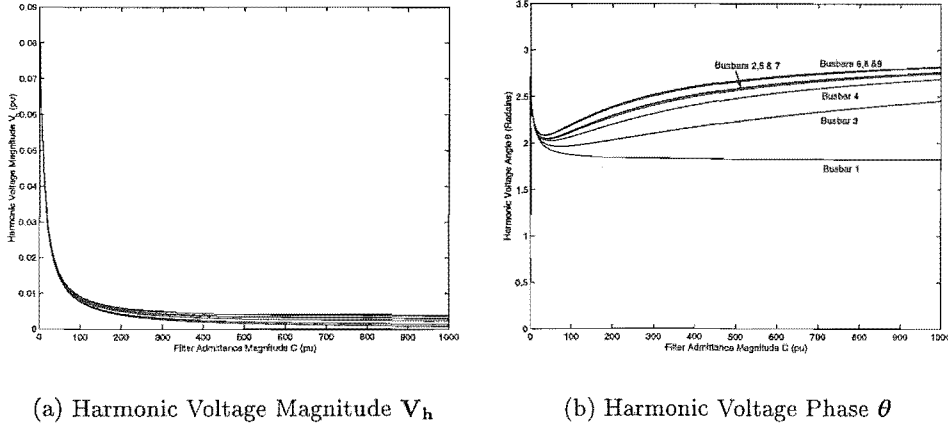 0.09
0.08
0.07
0.06
0.05
0.04
0.03
0.02
0.01
0
Harmonic Voltage Magnitude V_h (pu)
0 100 200 300 400 500 600 700 800 900 1000
Filter Admittance Magnitude C (pu)
(a) Harmonic Voltage Magnitude V_h
3.5
3
2.5
2
1.5
1
0.5
0
Harmonic Voltage Angle θ (Radains)
Busbars 2,5 & 7
Busbars 6,8 &9
Busbar 4
Busbar 3
Busbar 1
0 100 200 300 400 500 600 700 800 900 1000
Filter Admittance Magnitude C (pu)
(b) Harmonic Voltage Phase θ